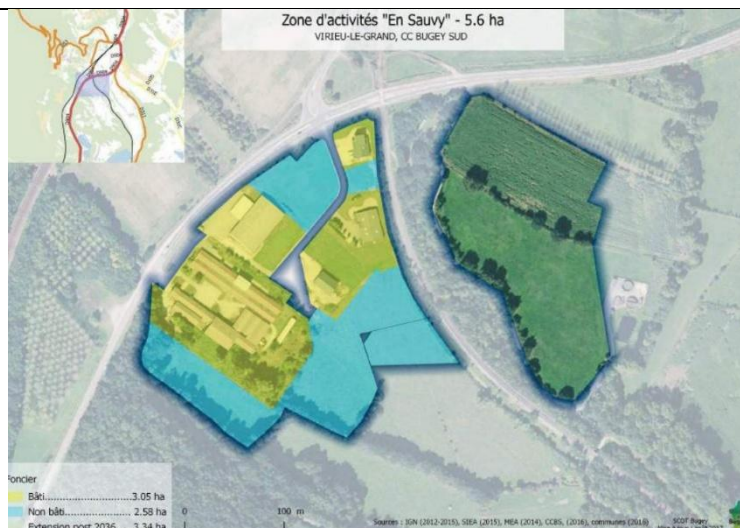 Zone d'activités "En Sauvy" - 5.6 ha
VIRIEU-LE-GRAND, CC BUGEY SUD
Foncier
Bâti..............................3.05 ha
Non bâti......................2.58 ha
Extension post 2036 3.34 ha
0 100 m
Sources : IGN (2012-2015), SIEA (2015), MEA (2014), CCBS, (2016), communes (2016)
SCOT Bugey